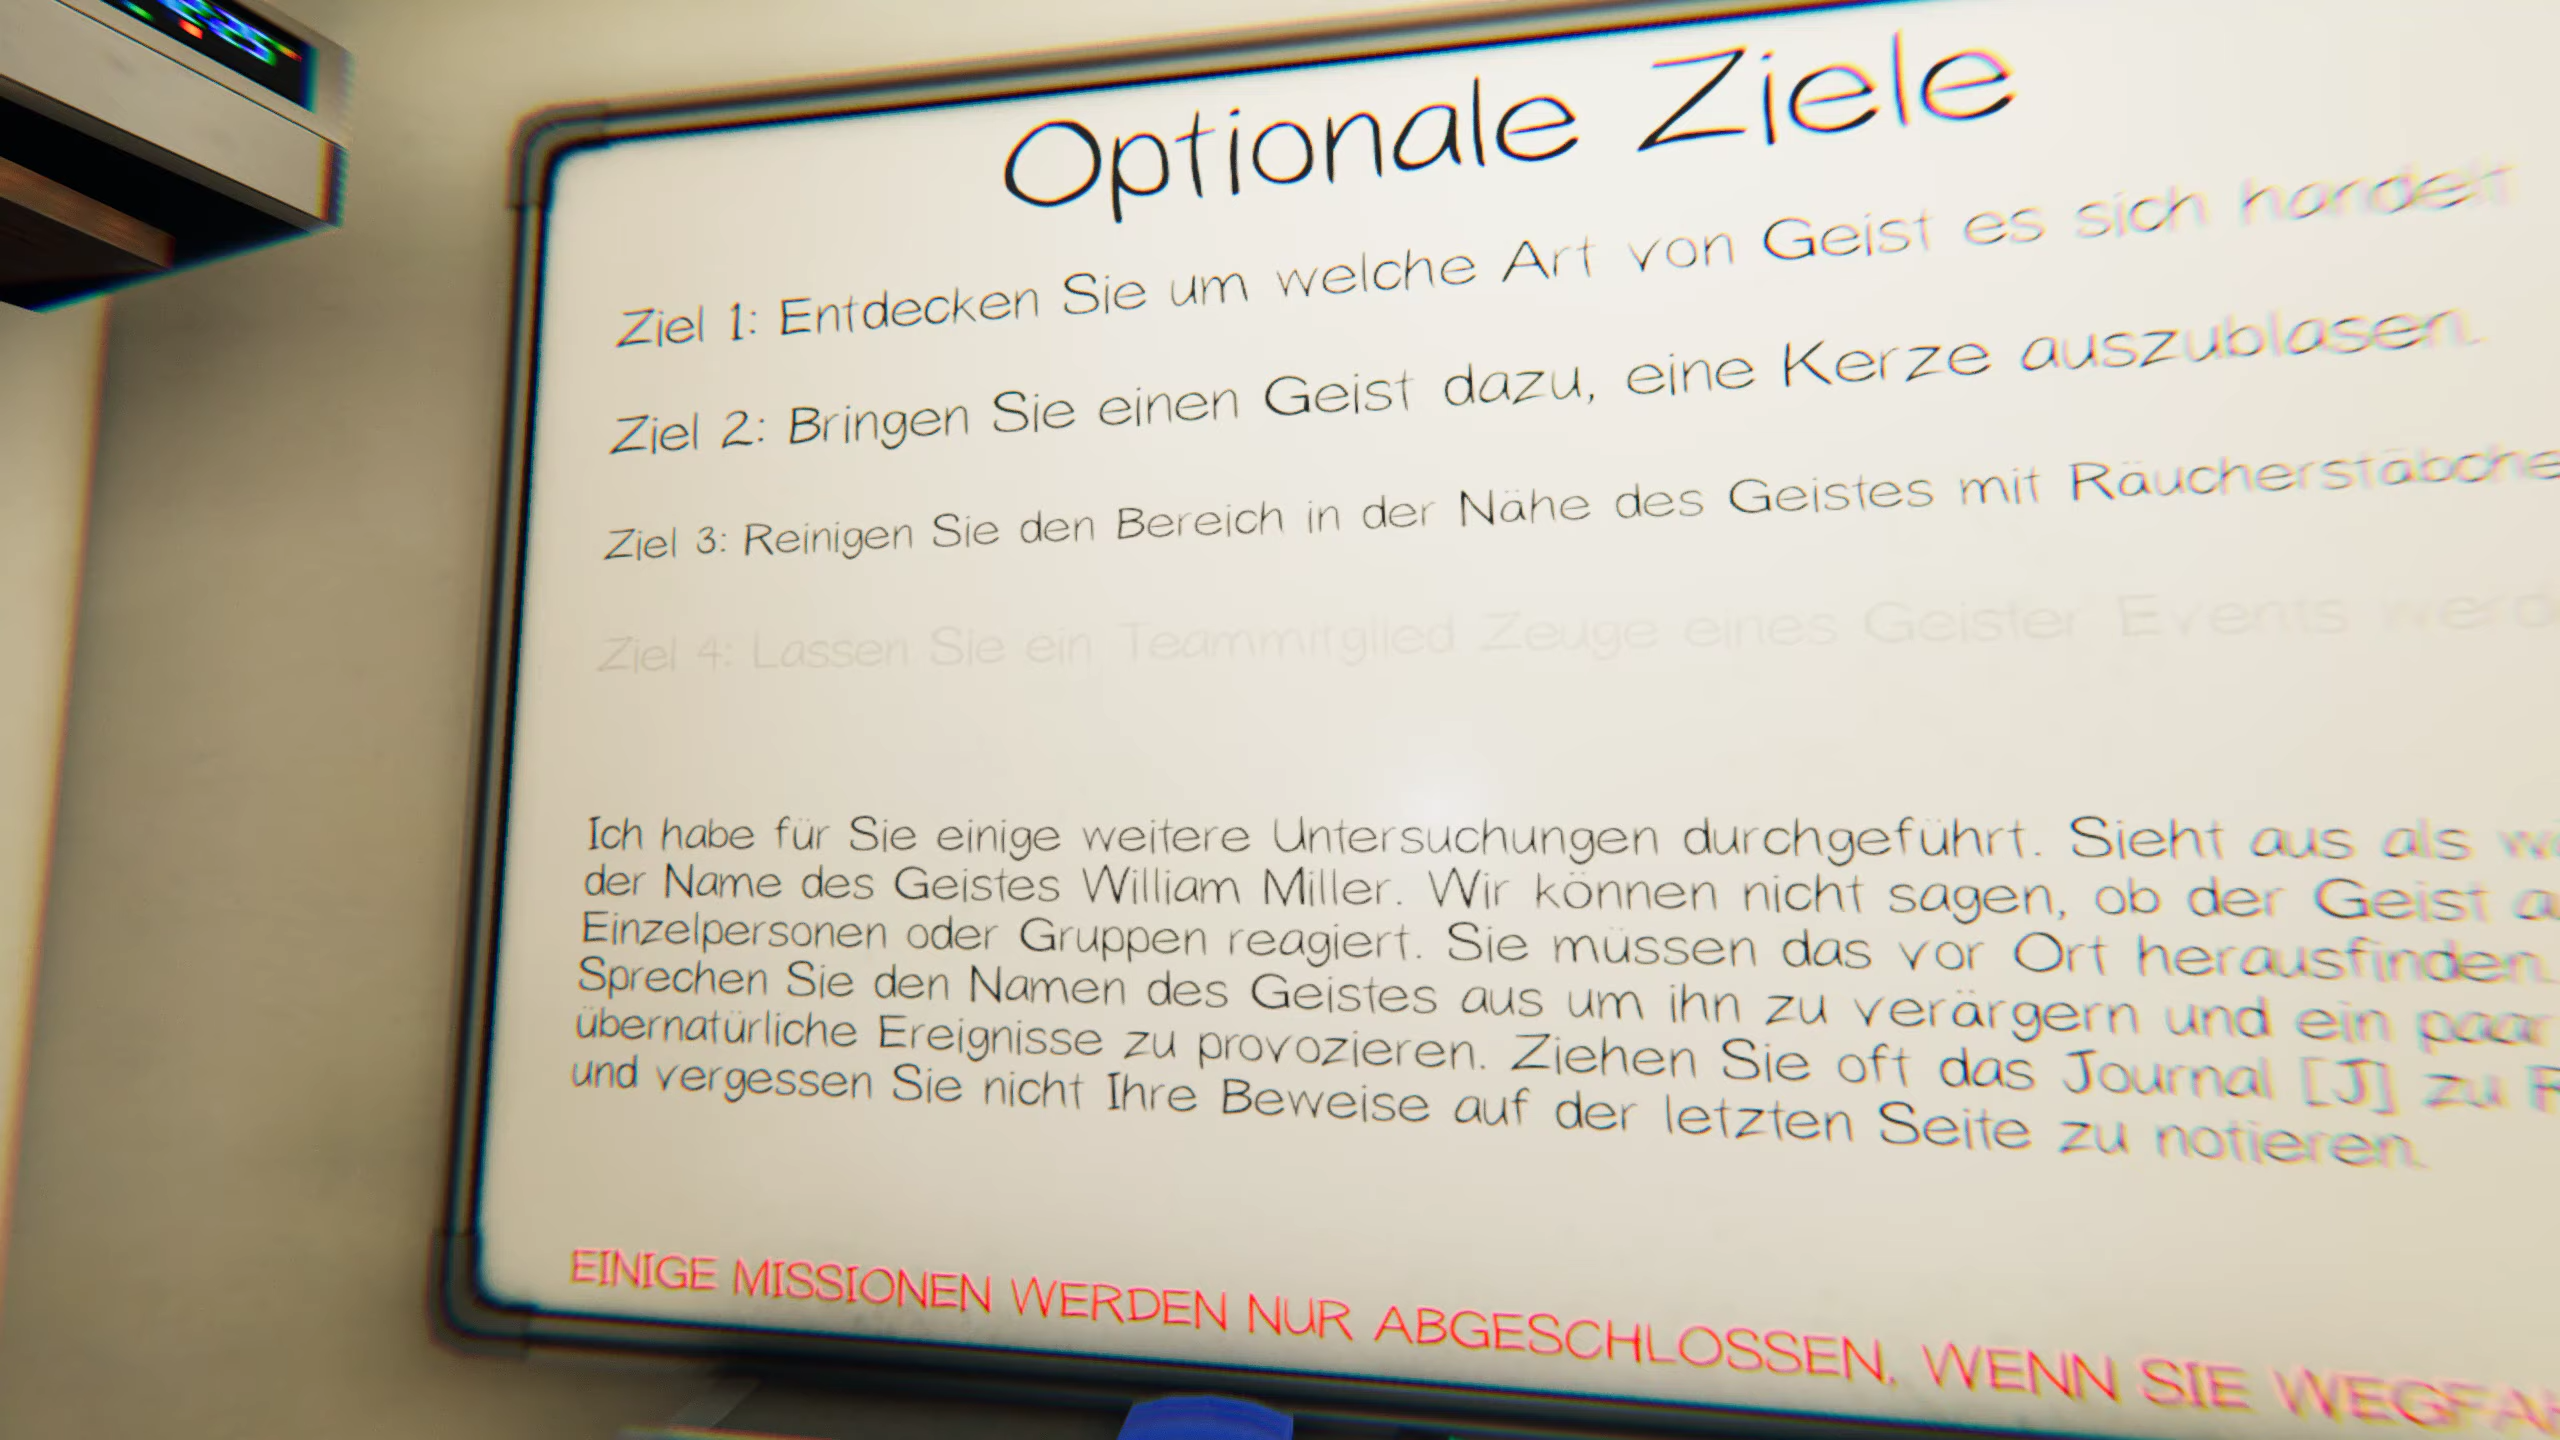 Optionale Ziele
Ziel 1: Entdecken Sie um welche Art von Geist es sich handelt
Ziel 2: Bringen Sie einen Geist dazu, eine Kerze auszublasen.
Ziel 3: Reinigen Sie den Bereich in der Nähe des Geistes mit
Ziel 4: Lassen Sie ein Teammitglied Zeuge eines Geister Events
Ich habe für Sie einige weitere Untersuchungen durchgeführt. Sieht aus als
der Name des Geistes William Miller. Wir können nicht sagen, ob der Geist
Einzelpersonen oder Gruppen reagiert. Sie müssen das vor Ort herausfinden.
Sprechen Sie den Namen des Geistes aus um ihn zu verärgern und ein paar
übernatürliche Ereignisse zu provozieren. Ziehen Sie oft das Journal [J] zu
und vergessen Sie nicht Ihre Beweise auf der letzten Seite zu notieren.
EINIGE MISSIONEN WERDEN NUR ABGESCHLOSSEN, WENN SIE